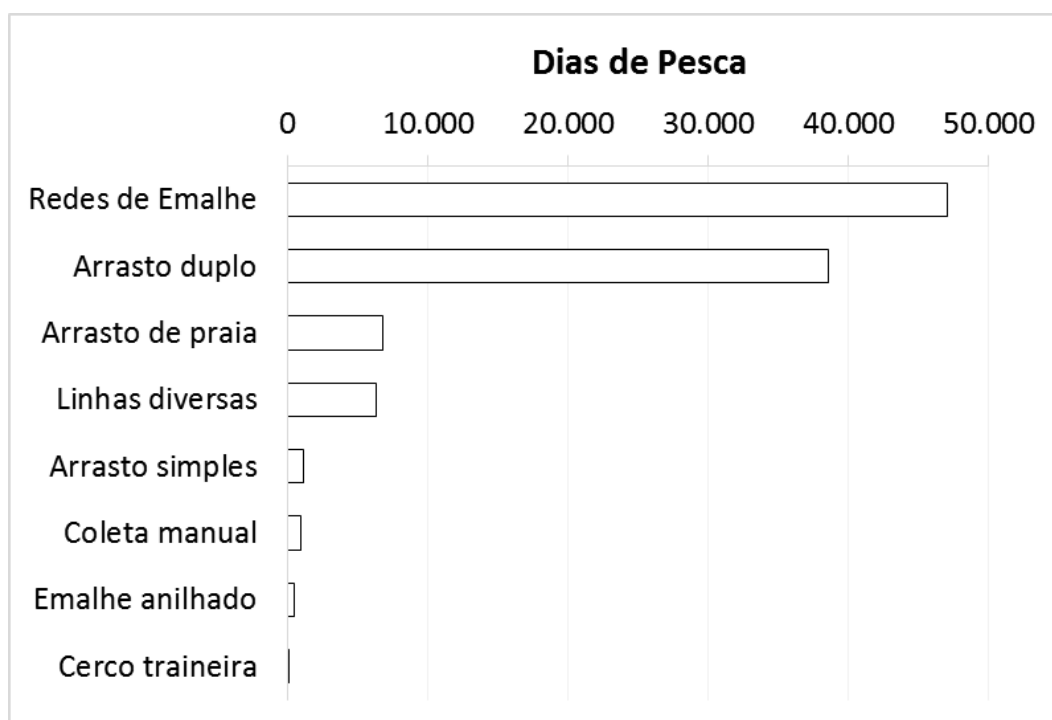 Dias de Pesca
0 10.000 20.000 30.000 40.000 50.000
Redes de Emalhe
Arrasto duplo
Arrasto de praia
Linhas diversas
Arrasto simples
Coleta manual
Emalhe anilhado
Cerco traineira